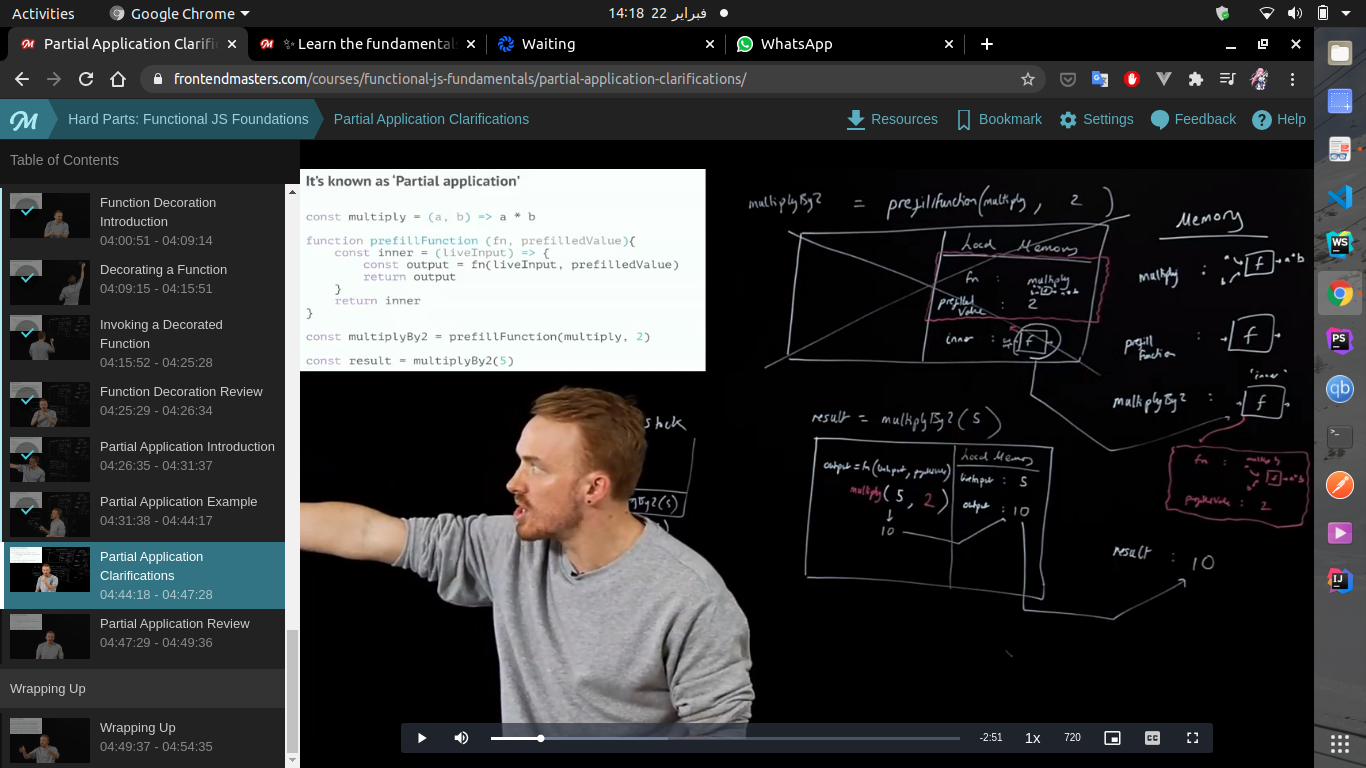 Activities
Google Chrome
14:18 22 فبراير
Partial Application Clarifi
✨ Learn the fundamentals
Waiting
WhatsApp
frontendmasters.com/courses/functional-js-fundamentals/partial-application-clarifications/
Hard Parts: Functional JS Foundations
Partial Application Clarifications
Resources
Bookmark
Settings
Feedback
Help
Table of Contents
Function Decoration
Introduction
04:00:51 - 04:09:14
Decorating a Function
04:09:15 - 04:15:51
Invoking a Decorated
Function
04:15:52 - 04:25:28
Function Decoration Review
04:25:29 - 04:26:34
Partial Application Introduction
04:26:35 - 04:31:37
Partial Application Example
04:31:38 - 04:44:17
Partial Application
Clarifications
04:44:18 - 04:47:28
Partial Application Review
04:47:29 - 04:49:36
Wrapping Up
Wrapping Up
04:49:37 - 04:54:35
It's known as ‘Partial application’
const multiply = (a, b) => a * b
function prefillFunction (fn, prefilledValue){
const inner = (liveInput) => {
const output = fn(liveInput, prefilledValue)
return output
}
return inner
}
const multiplyBy2 = prefillFunction(multiply, 2)
const result = multiplyBy2(5)
multiplyBy2 = prefillFunction(multiply, 2)
Local Memory
fn : multiply
prefilled
Value : 2
inner : f
result = multiplyBy2(5)
Local Memory
multiply(5, 2)
10
liveInput : 5
output : 10
Memory
multiply : f → a*b
prefill
Function : f
"inner"
multiplyBy2 : f
fn : multiply
f → a*b
: 2
result : 10
-2:51
1x
720
CC
WS
PS
qb
IJ